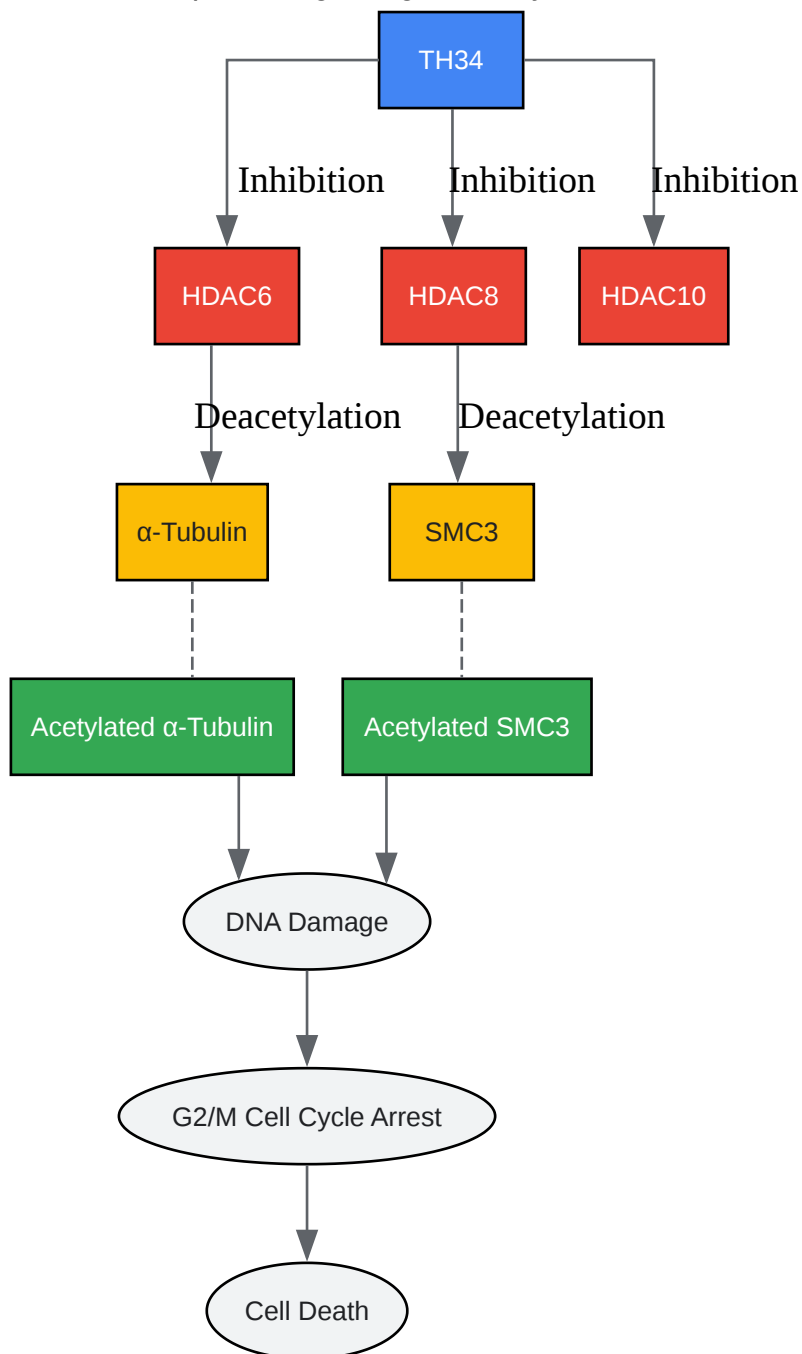 TH34
Inhibition Inhibition Inhibition
HDAC6 HDAC8 HDAC10
Deacetylation Deacetylation
α-Tubulin SMC3
Acetylated α-Tubulin Acetylated SMC3
DNA Damage
G2/M Cell Cycle Arrest
Cell Death